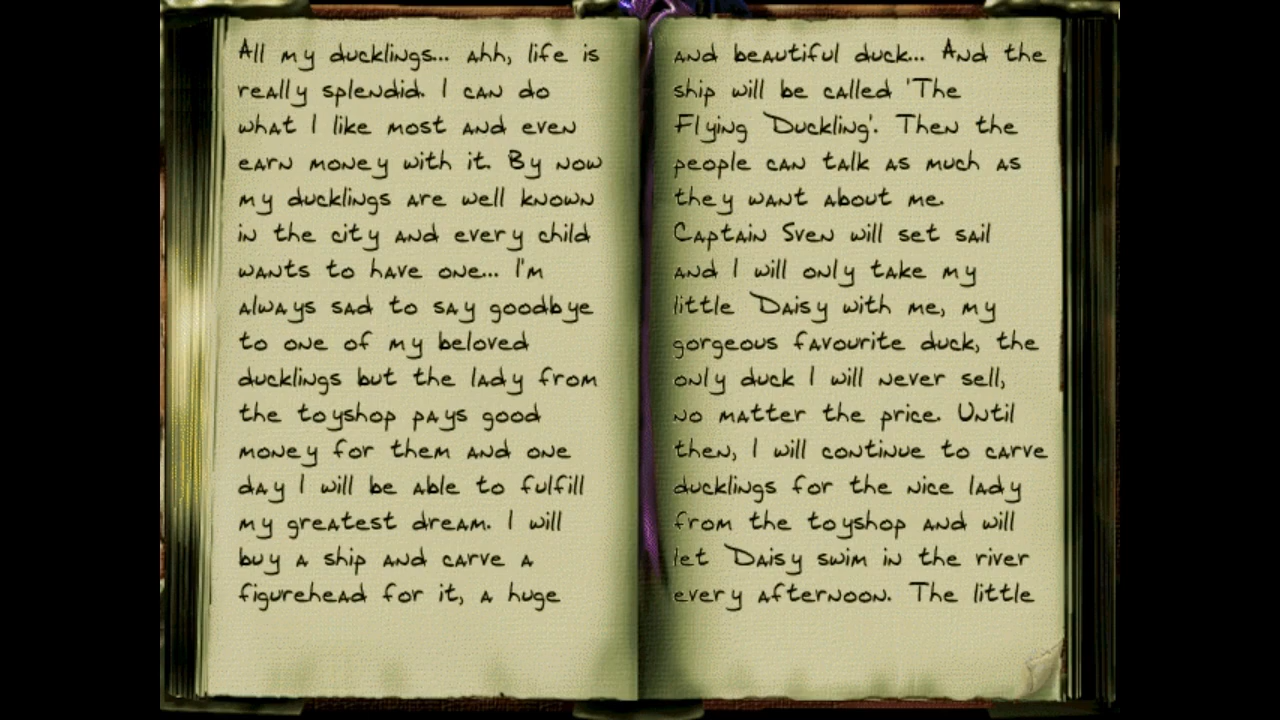 All my ducklings... ahh, life is
really splendid. I can do
what I like most and even
earn money with it. By now
my ducklings are well known
in the city and every child
wants to have one... I'm
always sad to say goodbye
to one of my beloved
ducklings but the lady from
the toyshop pays good
money for them and one
day I will be able to fulfill
my greatest dream. I will
buy a ship and carve a
figurehead for it, a huge
and beautiful duck... And the
ship will be called 'The
Flying Duckling'. Then the
people can talk as much as
they want about me.
Captain Sven will set sail
and I will only take my
little Daisy with me, my
gorgeous favourite duck, the
only duck I will never sell,
no matter the price. Until
then, I will continue to carve
ducklings for the nice lady
from the toyshop and will
let Daisy swim in the river
every afternoon. The little